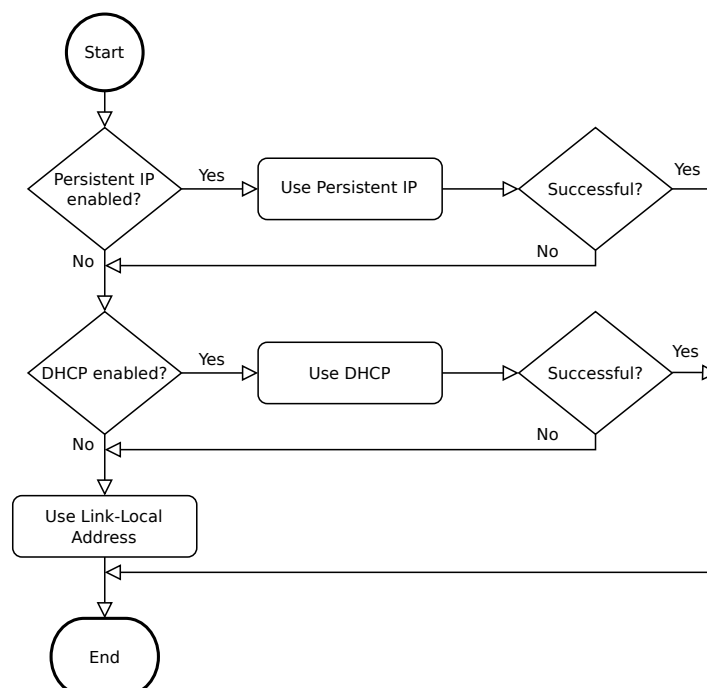 Start
Persistent IP
enabled?
Yes
Use Persistent IP
Successful?
Yes
No
No
DHCP enabled?
Yes
Use DHCP
Successful?
Yes
No
No
Use Link-Local
Address
End